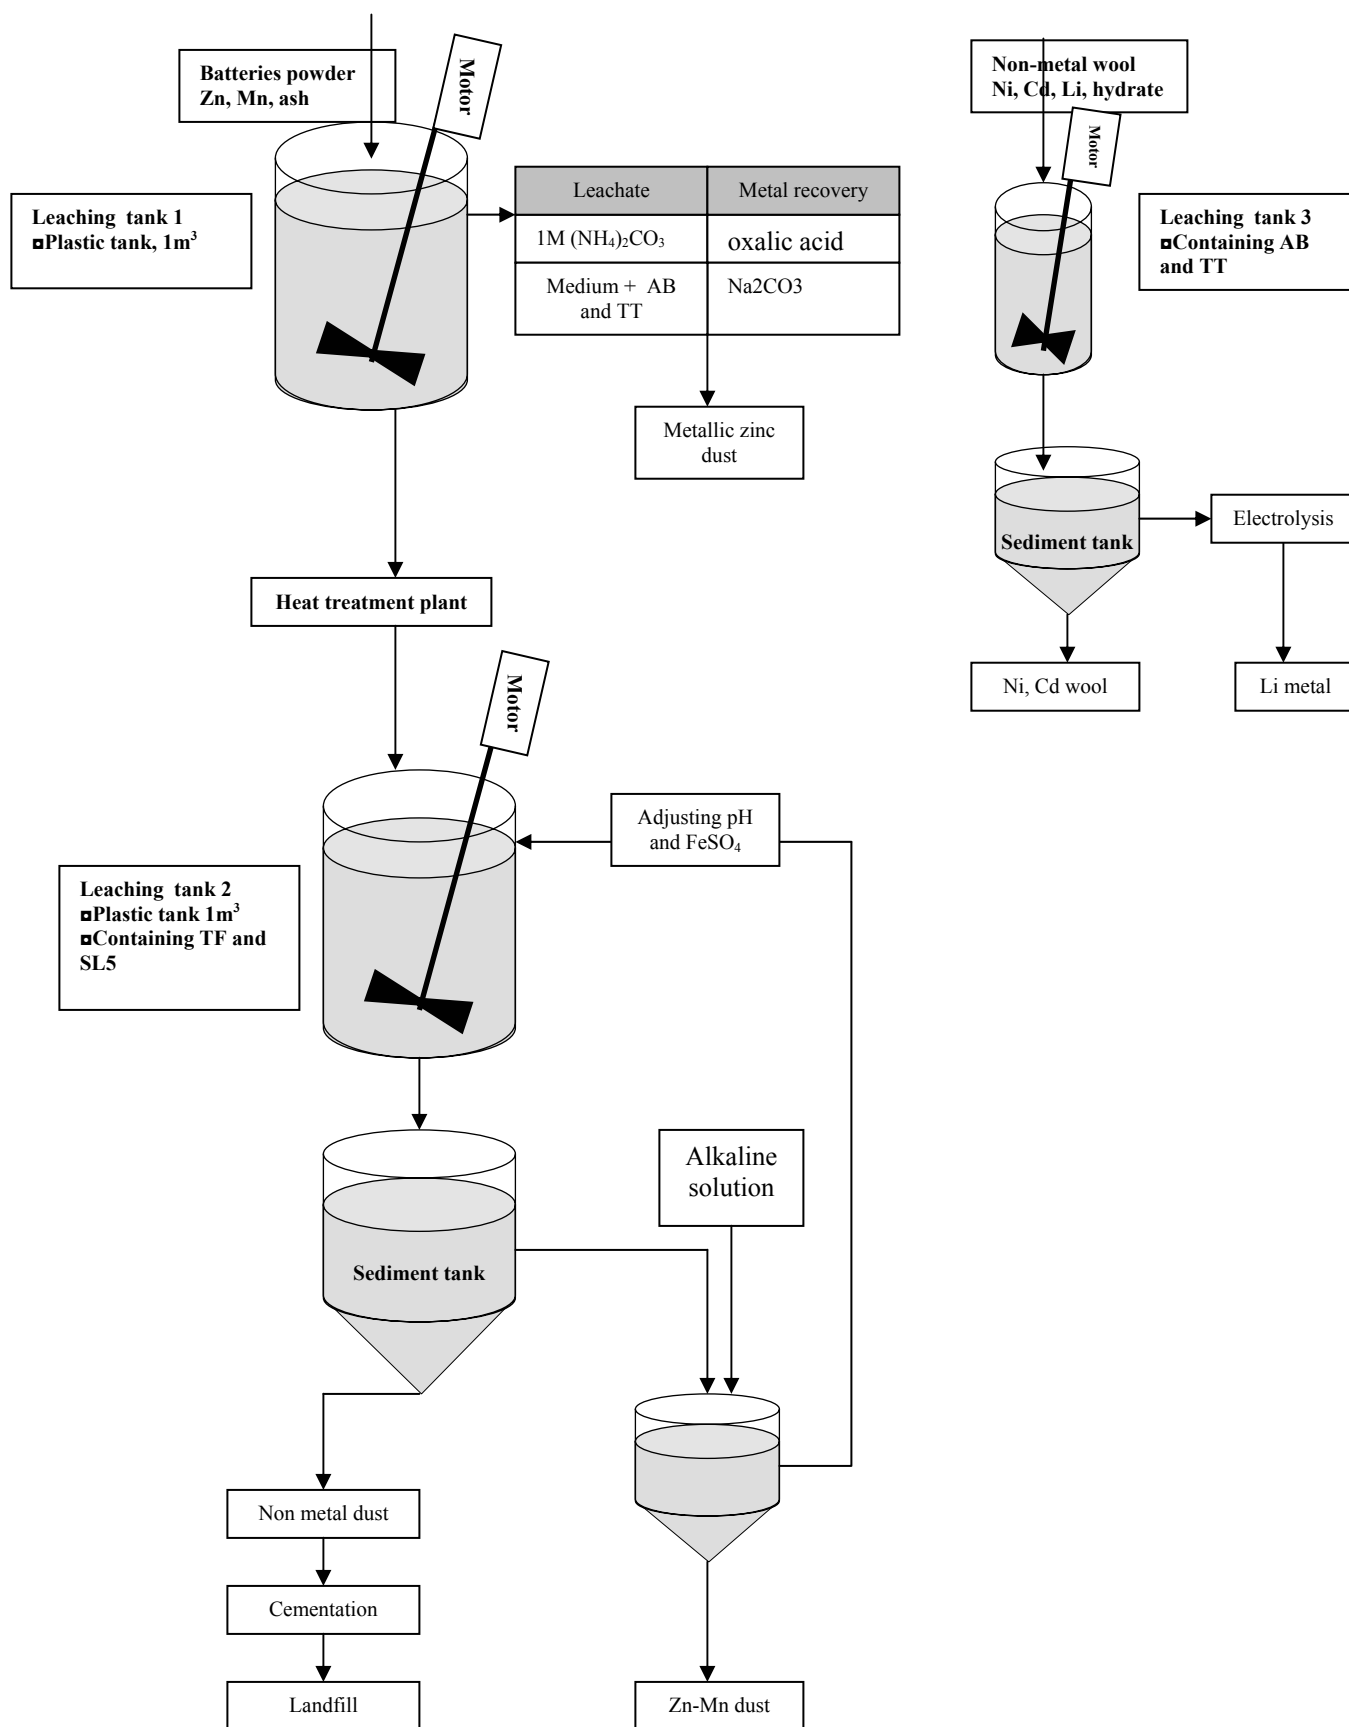 Batteries powder
Zn, Mn, ash
Motor
Leaching  tank 1
◘Plastic tank, 1m³
Leachate
Metal recovery
1M (NH₄)₂CO₃
oxalic acid
Medium +  AB
and TT
Na2CO3
Metallic zinc
dust
Non-metal wool
Ni, Cd, Li, hydrate
Motor
Leaching  tank 3
◘Containing AB
and TT
Sediment tank
Electrolysis
Ni, Cd wool
Li metal
Heat treatment plant
Motor
Adjusting pH
and FeSO₄
Leaching  tank 2
◘Plastic tank 1m³
◘Containing TF and
SL5
Sediment tank
Alkaline
solution
Non metal dust
Cementation
Landfill
Zn-Mn dust